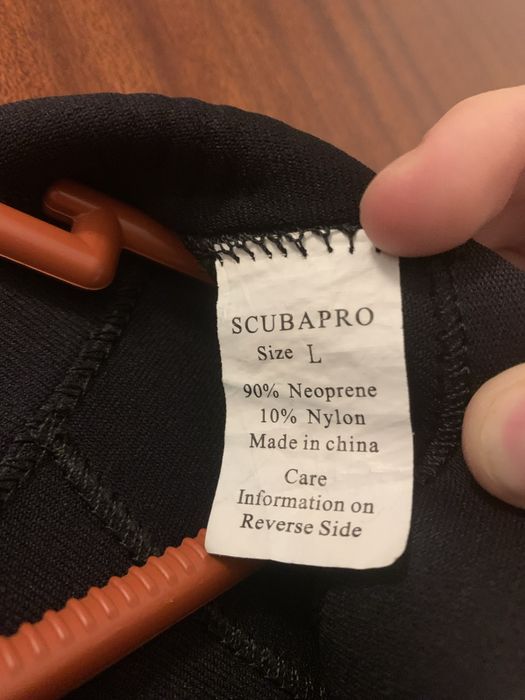 SCUBAPRO
Size L
90% Neoprene
10% Nylon
Made in china
Care
Information on
Reverse Side